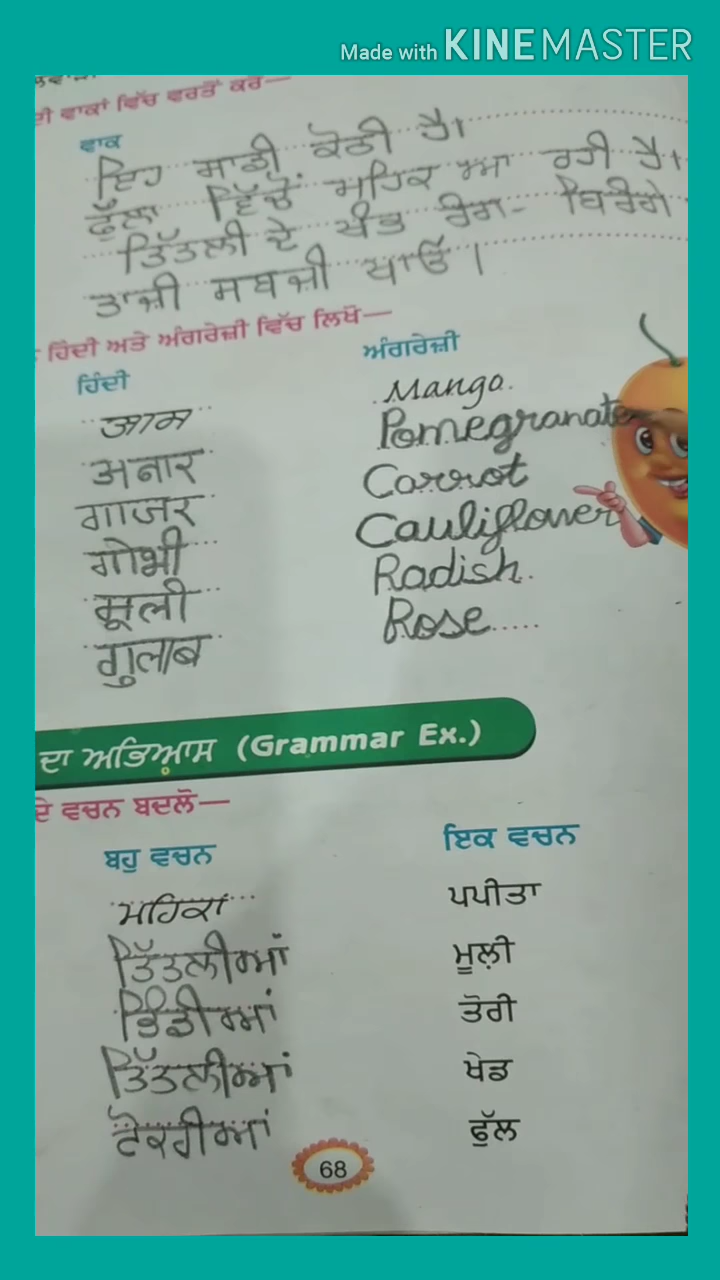 Made with KINEMASTER
ਵਾਕਾਂ ਵਿੱਚ ਵਰਤੋਂ ਕਰੋ—
ਵਾਕ
ਇਹ ਸਾਡੀ ਕੋਠੀ ਹੈ।
ਫੁੱਲਾ ਵਿੱਚੋਂ ਮਹਿਕ ਆ ਰਹੀ ਹੈ।
ਤਿੱਤਲੀ ਦੇ ਖੰਭ ਰੰਗ- ਬਿਰੰਗੇ
ਤਾਜ਼ੀ ਸਬਜ਼ੀ ਖਾਓ।
ਹਿੰਦੀ ਅਤੇ ਅੰਗਰੇਜ਼ੀ ਵਿੱਚ ਲਿਖੋ—
ਹਿੰਦੀ ਅੰਗਰੇਜ਼ੀ
आम Mango.
अनार Pomegranate
गाजर Carrot
गोभी Cauliflower
मूली Radish.
गुलाब Rose
ਦਾ ਅਭਿਆਸ (Grammar Ex.)
ਦੇ ਵਚਨ ਬਦਲੋ—
ਬਹੁ ਵਚਨ ਇਕ ਵਚਨ
ਮਹਿਕਾਂ ਪਪੀਤਾ
ਤਿੱਤਲੀਆਂ ਮੂਲ਼ੀ
ਭਿੰਡੀਆਂ ਤੋਰੀ
ਤਿੱਤਲੀਆਂ ਖੇਡ
ਟੋਕਰੀਆਂ ਫੁੱਲ
68